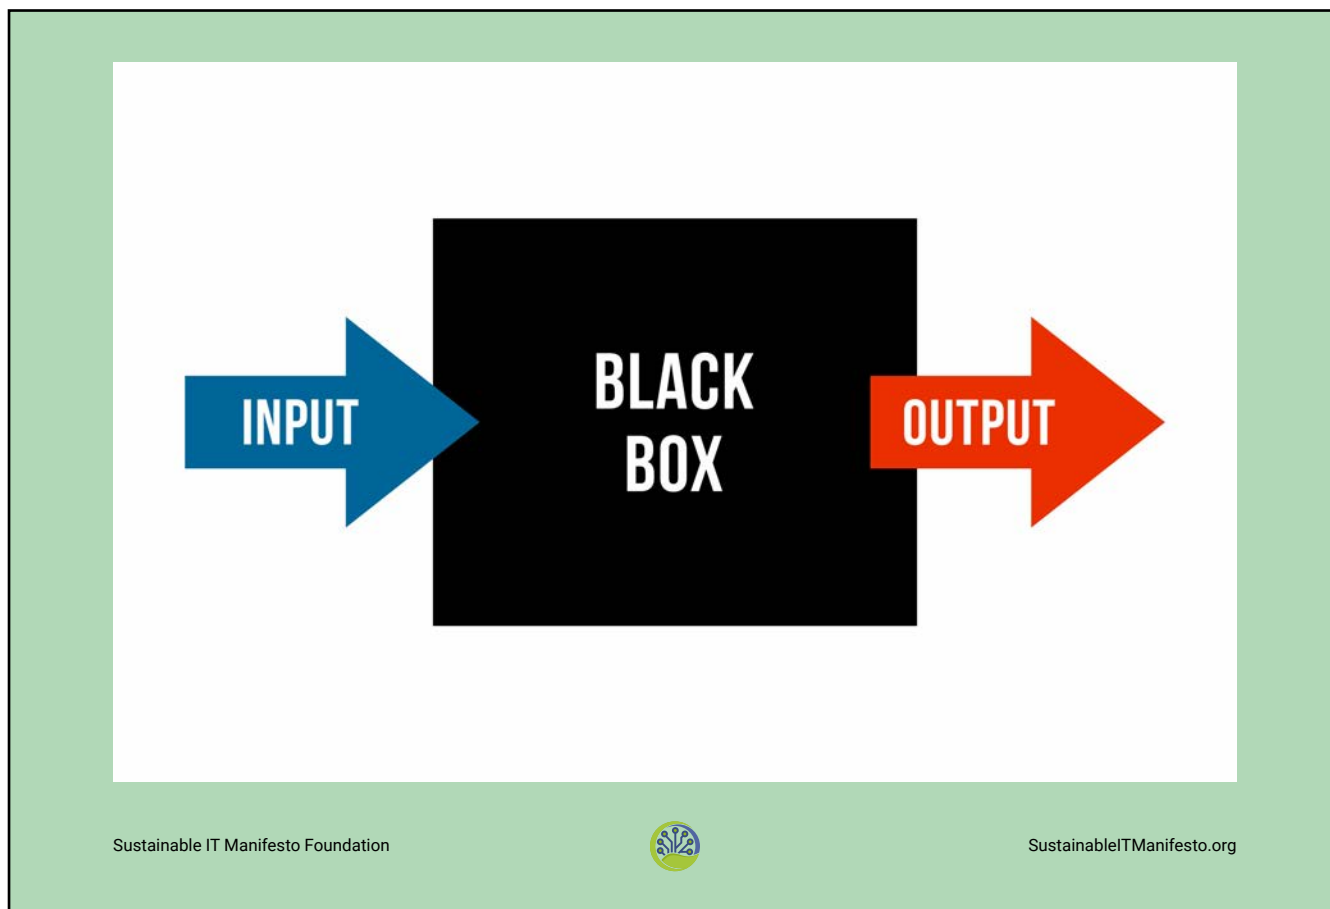 INPUT
BLACK
BOX
OUTPUT
Sustainable IT Manifesto Foundation
SustainableITManifesto.org